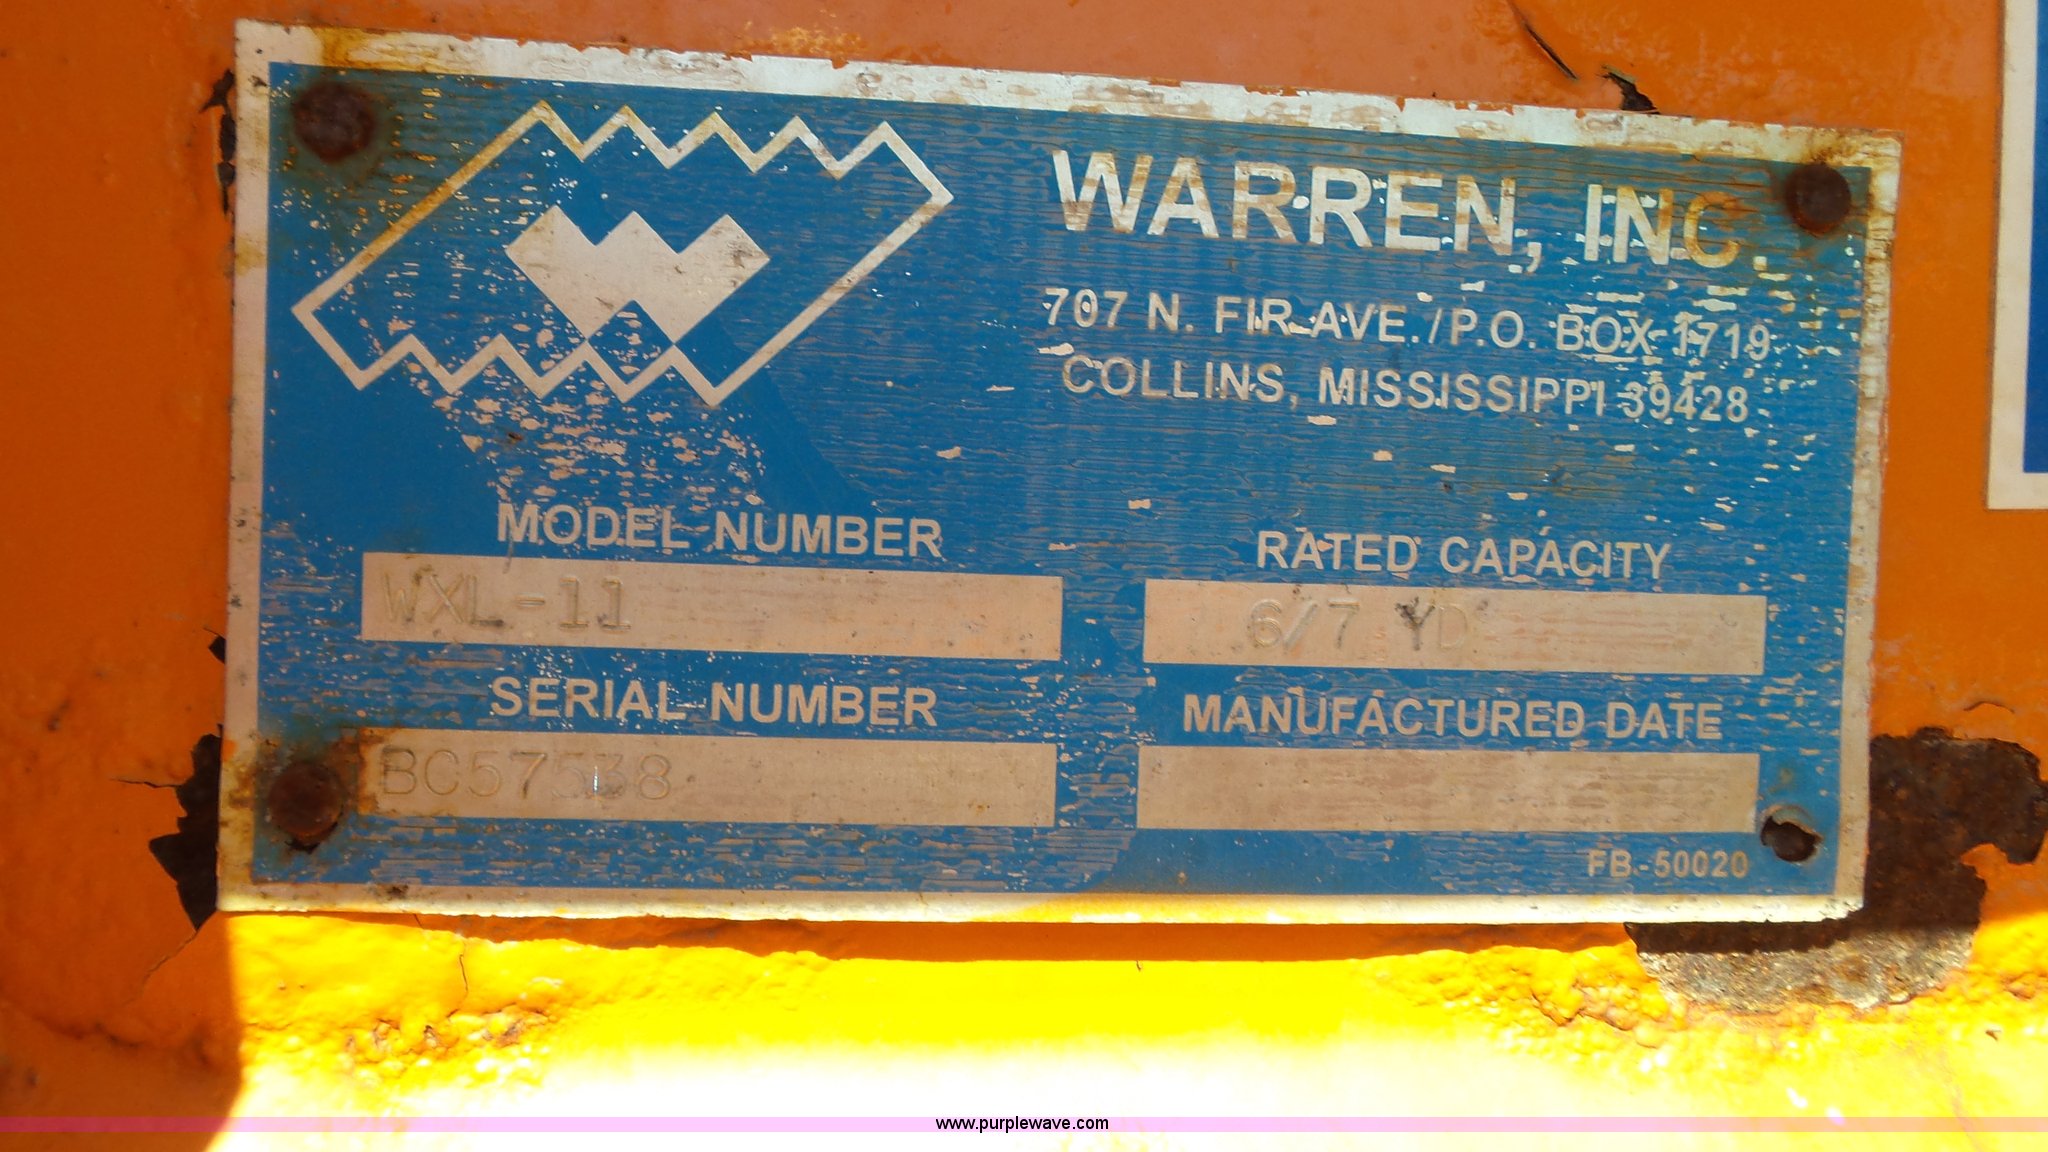 WARREN, INC.
707 N. FIR AVE./P.O. BOX 1719
COLLINS, MISSISSIPPI 39428
MODEL NUMBER
WXL-11
RATED CAPACITY
6/7 YD
SERIAL NUMBER
BC57538
MANUFACTURED DATE
FB-50020
www.purplewave.com